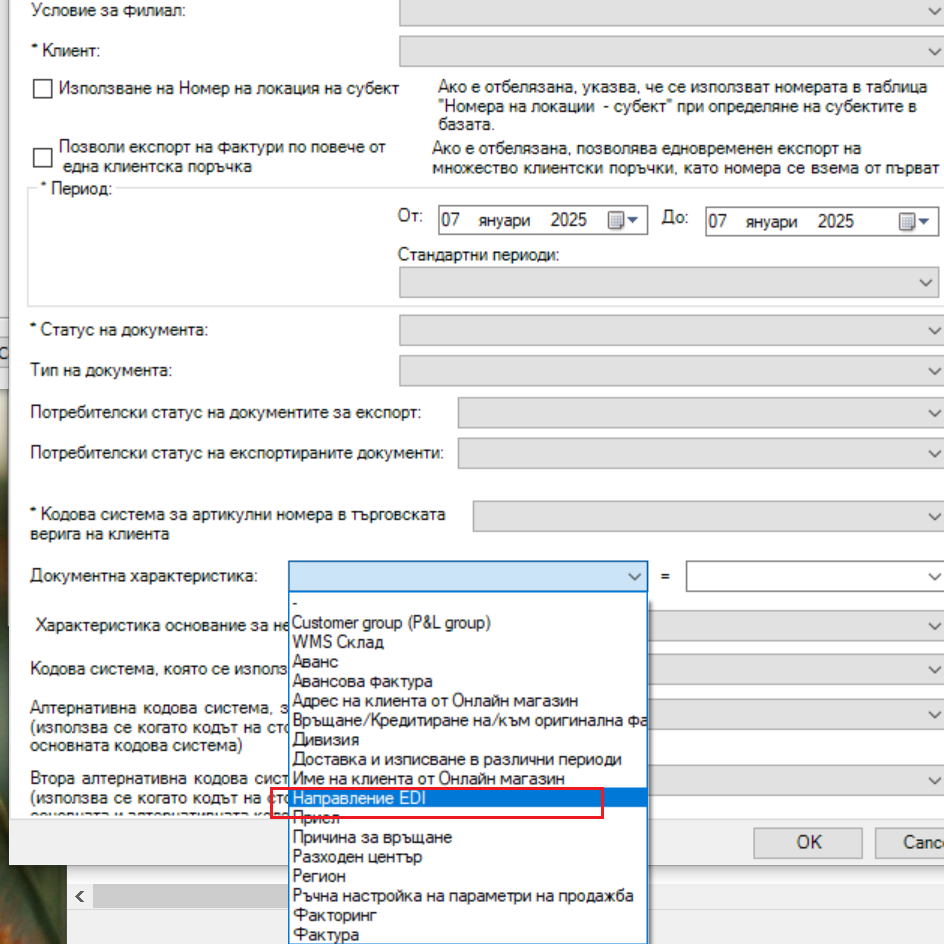 Условие за Филиал:
* Клиент:
Използване на Номер на локация на субект
Ако е отбелязана, указва, че се използват номерата в таблица
"Номера на локации - субект" при определяне на субектите в
базата.
Позволи експорт на фактури по повече от
една клиентска поръчка
Ако е отбелязана, позволява едновременен експорт на
множество клиентски поръчки, като номера се взема от първат
* Период:
От: 07 януари 2025 До: 07 януари 2025
Стандартни периоди:
* Статус на документа:
Тип на документа:
Потребителски статус на документите за експорт:
Потребителски статус на експортираните документи:
* Кодова система за артикулни номера в търговската
верига на клиента
Документна характеристика: =
-
Характеристика основание за не
Customer group (P&L group)
WMS Склад
Аванс
Кодова система, която се използ
Авансова фактура
Адрес на клиента от Онлайн магазин
Алтернативна кодова система, з
(използва се когато кодът на сто
основната кодова система)
Връщане/Кредитиране на/към оригинална фа
Дивизия
Доставка и изписване в различни периоди
Втора алтернативна кодова сист
(използва се когато кодът на сто
Име на клиента от Онлайн магазин
Направление EDI
Приел
Причина за връщане
Разходен център
Регион
Ръчна настройка на параметри на продажба
Факторинг
Фактура
OK
Canc